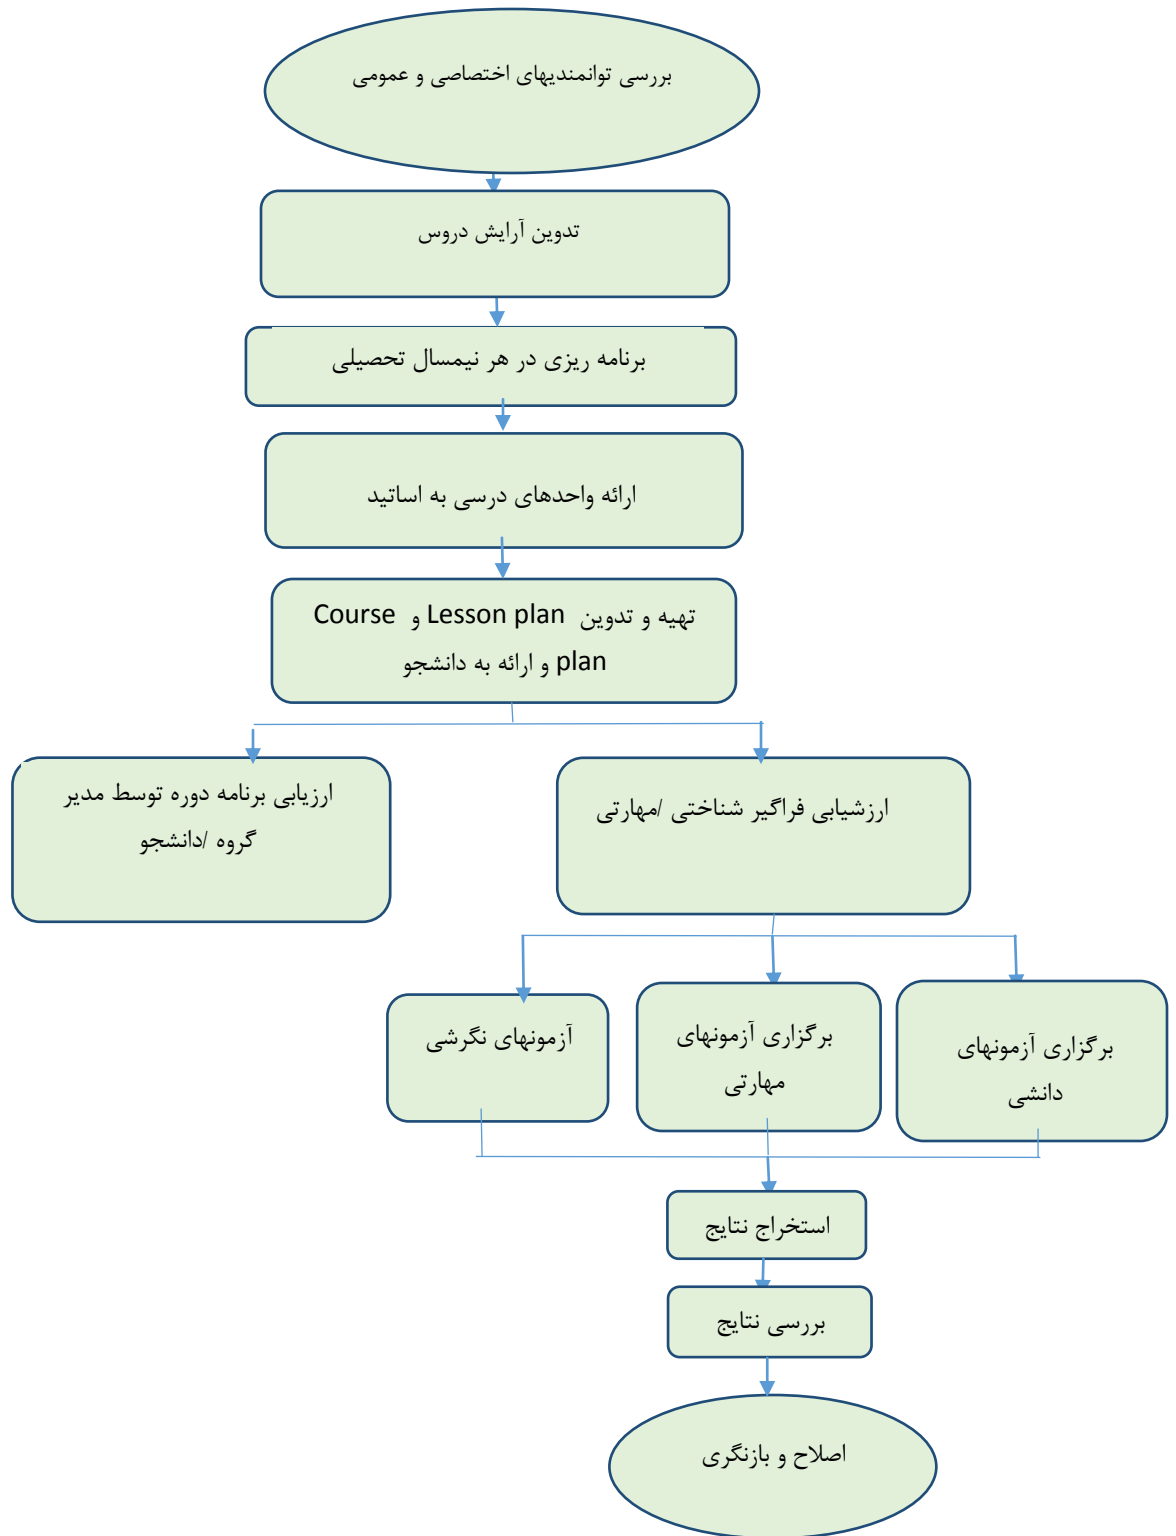 بررسی توانمندیهای اختصاصی و عمومی
تدوین آرایش دروس
برنامه ریزی در هر نیمسال تحصیلی
ارائه واحدهای درسی به اساتید
تهیه و تدوین Lesson plan و Course
plan و ارائه به دانشجو
ارزشیابی فراگیر شناختی /مهارتی
ارزیابی برنامه دوره توسط مدیر
گروه /دانشجو
برگزاری آزمونهای
دانشی
برگزاری آزمونهای
مهارتی
آزمونهای نگرشی
استخراج نتایج
بررسی نتایج
اصلاح و بازنگری